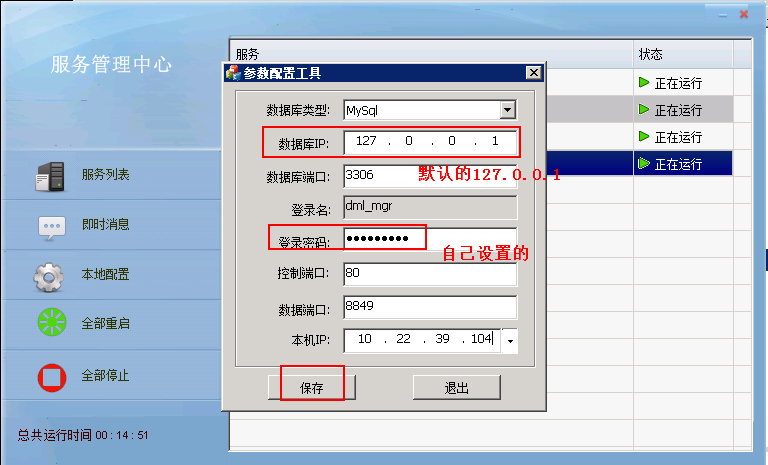 服务管理中心
服务列表
即时消息
本地配置
全部重启
全部停止
总共运行时间 00 : 14 : 51
服务 状态
正在运行
正在运行
正在运行
正在运行
参数配置工具
数据库类型: MySql
数据库IP: 127 . 0 . 0 . 1
数据库端口: 3306
默认的127.0.0.1
登录名: dml_mgr
登录密码: ●●●●●●●●●
自己设置的
控制端口: 80
数据端口: 8849
本机IP: 10 . 22 . 39 . 104
保存 退出